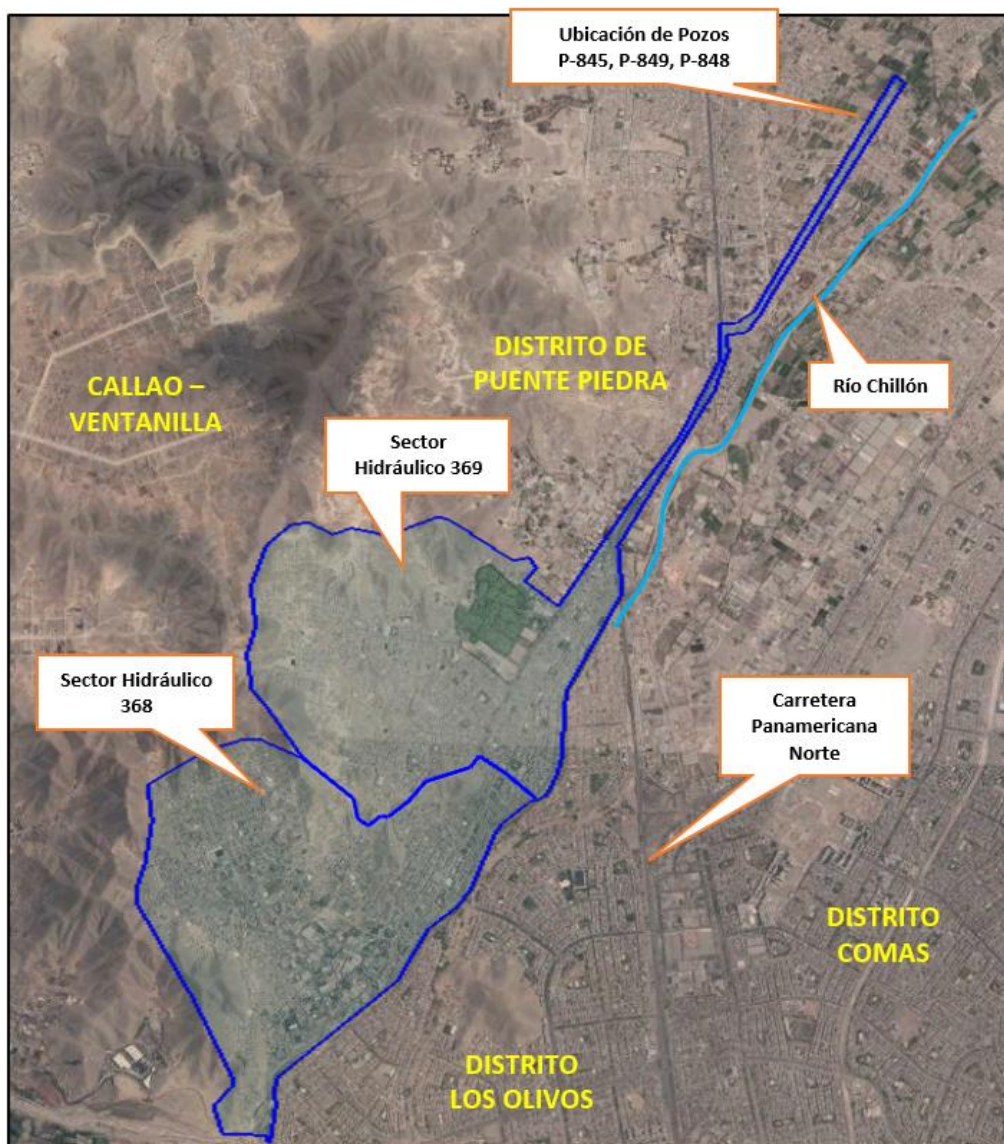 Ubicación de Pozos
P-845, P-849, P-848
DISTRITO DE
PUENTE PIEDRA
CALLAO –
VENTANILLA
Río Chillón
Sector
Hidráulico 369
Sector Hidráulico
368
Carretera
Panamericana
Norte
DISTRITO
COMAS
DISTRITO
LOS OLIVOS